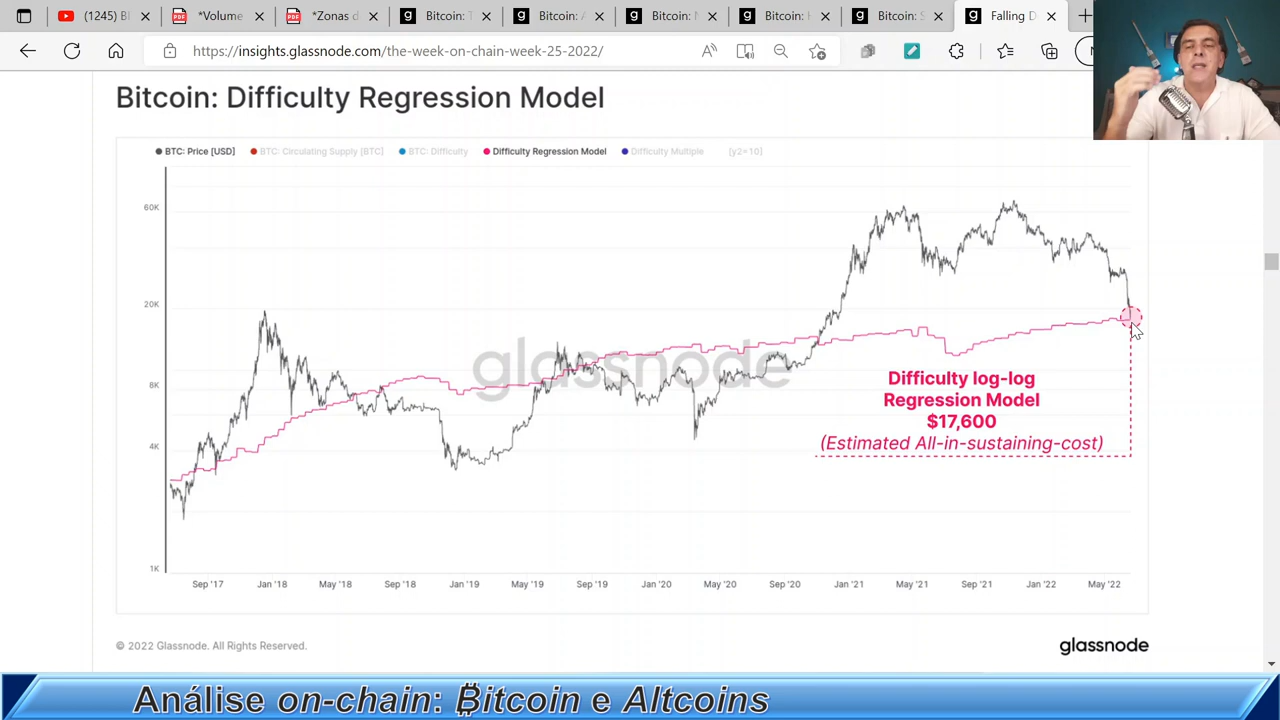 (1245) Bl
*Volume
*Zonas d
Bitcoin: T
Bitcoin: A
Bitcoin: N
Bitcoin: H
Bitcoin: S
Falling D
https://insights.glassnode.com/the-week-on-chain-week-25-2022/
Bitcoin: Difficulty Regression Model
BTC: Price [USD] BTC: Circulating Supply [BTC] BTC: Difficulty Difficulty Regression Model Difficulty Multiple [y2=10]
60K
20K
8K
4K
1K
glassnode
Difficulty log-log
Regression Model
$17,600
(Estimated All-in-sustaining-cost)
Sep '17 Jan '18 May '18 Sep '18 Jan '19 May '19 Sep '19 Jan '20 May '20 Sep '20 Jan '21 May '21 Sep '21 Jan '22 May '22
© 2022 Glassnode. All Rights Reserved.
glassnode
Análise on-chain: ₿itcoin e Altcoins